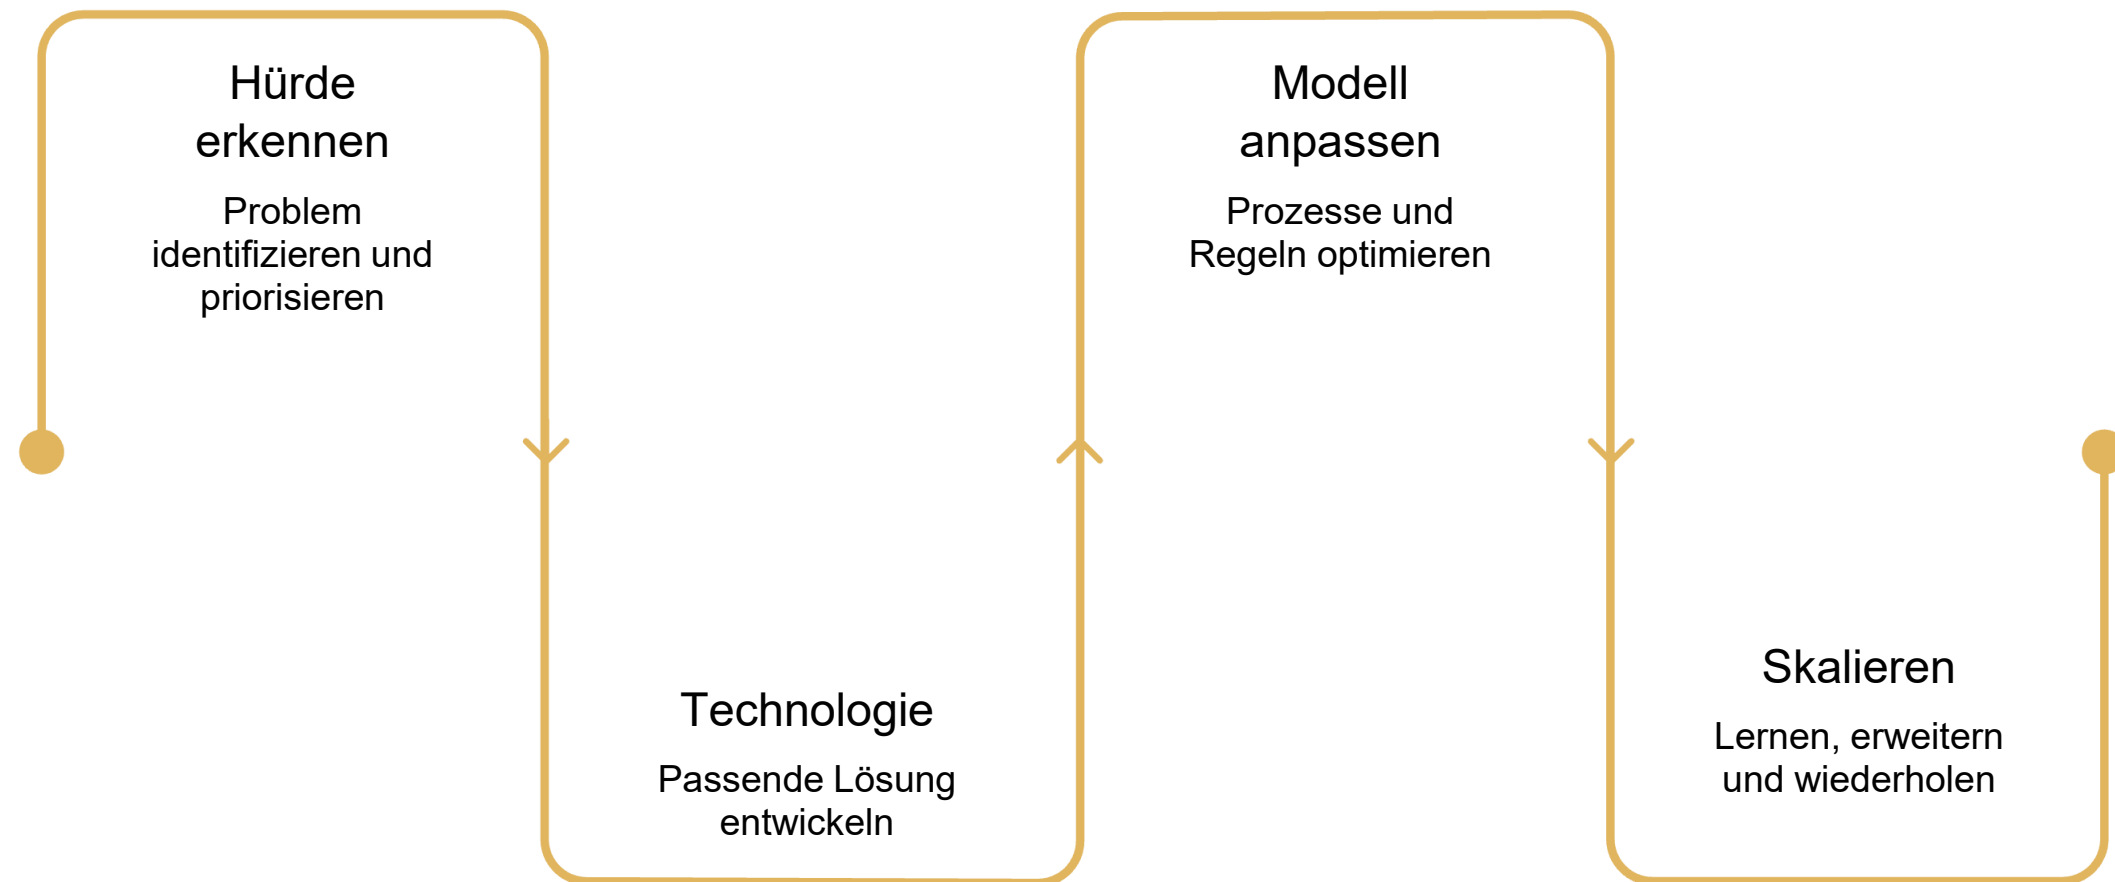 Hürde
erkennen
Problem
identifizieren und
priorisieren
Technologie
Passende Lösung
entwickeln
Modell
anpassen
Prozesse und
Regeln optimieren
Skalieren
Lernen, erweitern
und wiederholen